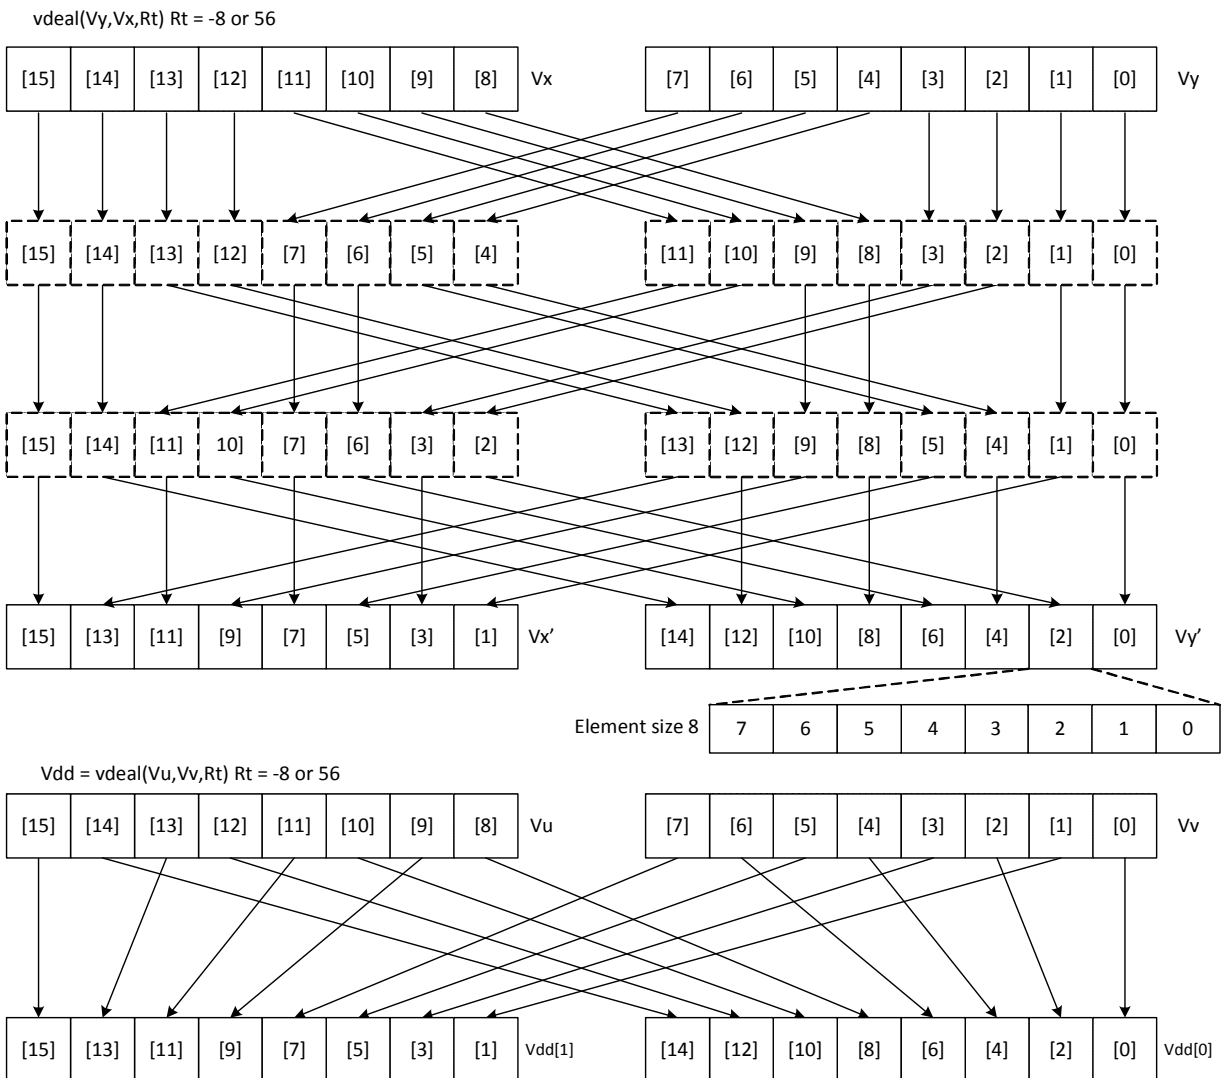 vdeal(Vy,Vx,Rt) Rt = -8 or 56
[15] [14] [13] [12] [11] [10] [9] [8] Vx [7] [6] [5] [4] [3] [2] [1] [0] Vy
[15] [14] [13] [12] [7] [6] [5] [4] [11] [10] [9] [8] [3] [2] [1] [0]
[15] [14] [11] 10] [7] [6] [3] [2] [13] [12] [9] [8] [5] [4] [1] [0]
[15] [13] [11] [9] [7] [5] [3] [1] Vx’ [14] [12] [10] [8] [6] [4] [2] [0] Vy’
Element size 8 7 6 5 4 3 2 1 0
Vdd = vdeal(Vu,Vv,Rt) Rt = -8 or 56
[15] [14] [13] [12] [11] [10] [9] [8] Vu [7] [6] [5] [4] [3] [2] [1] [0] Vv
[15] [13] [11] [9] [7] [5] [3] [1] Vdd[1] [14] [12] [10] [8] [6] [4] [2] [0] Vdd[0]